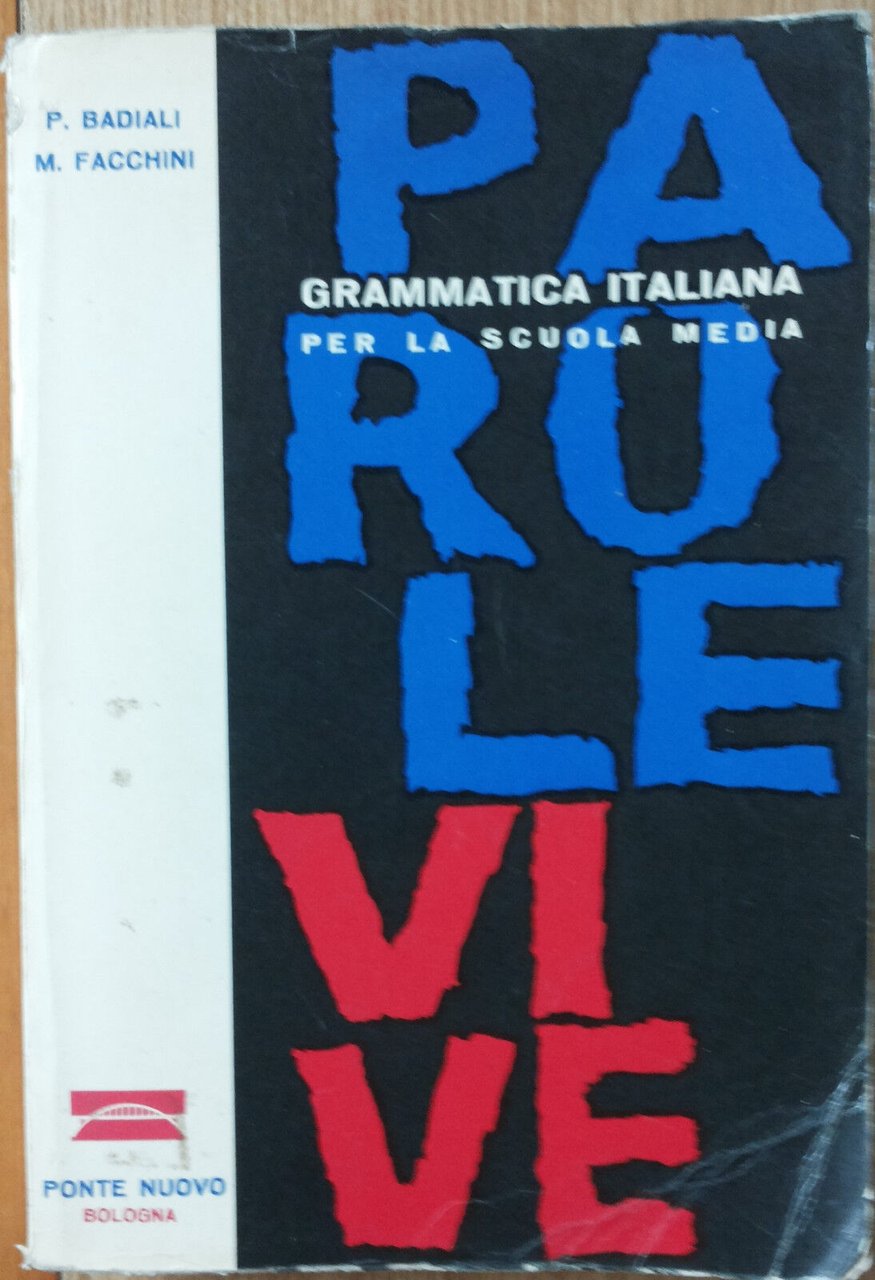 P. BADIALI
M. FACCHINI
PA
GRAMMATICA ITALIANA
PER LA SCUOLA MEDIA
RO
LE
VI
VE
PONTE NUOVO
BOLOGNA